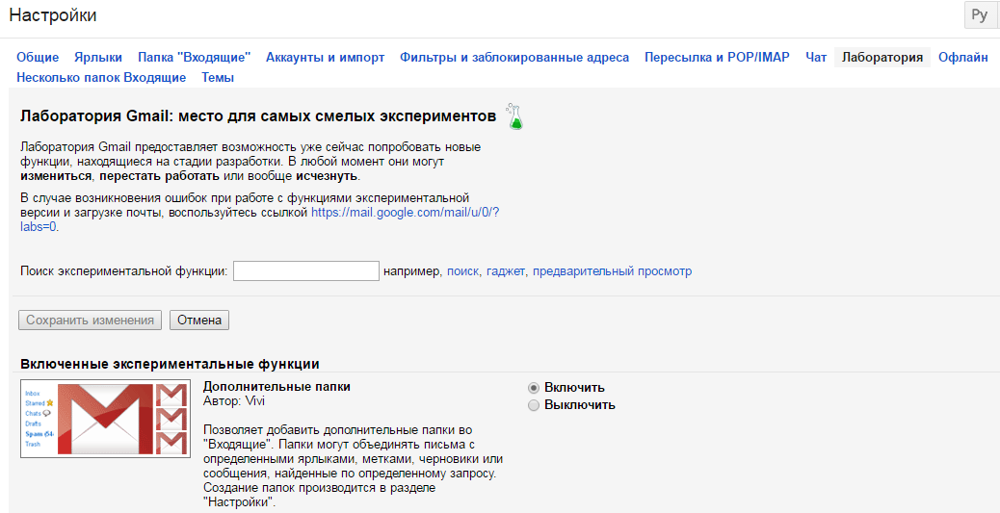 Настройки
Ру
Общие Ярлыки Папка "Входящие" Аккаунты и импорт Фильтры и заблокированные адреса Пересылка и POP/IMAP Чат Лаборатория Офлайн
Несколько папок Входящие Темы
Лаборатория Gmail: место для самых смелых экспериментов
Лаборатория Gmail предоставляет возможность уже сейчас попробовать новые
функции, находящиеся на стадии разработки. В любой момент они могут
измениться, перестать работать или вообще исчезнуть.
В случае возникновения ошибок при работе с функциями экспериментальной
версии и загрузке почты, воспользуйтесь ссылкой https://mail.google.com/mail/u/0/?
labs=0.
Поиск экспериментальной функции: например, поиск, гаджет, предварительный просмотр
Сохранить изменения Отмена
Включенные экспериментальные функции
Inbox
Starred
Chats
Drafts
Spam (54
Trash
Дополнительные папки
Автор: Vivi
Позволяет добавить дополнительные папки во
"Входящие". Папки могут объединять письма с
определенными ярлыками, метками, черновики или
сообщения, найденные по определенному запросу.
Создание папок производится в разделе
"Настройки".
Включить
Выключить